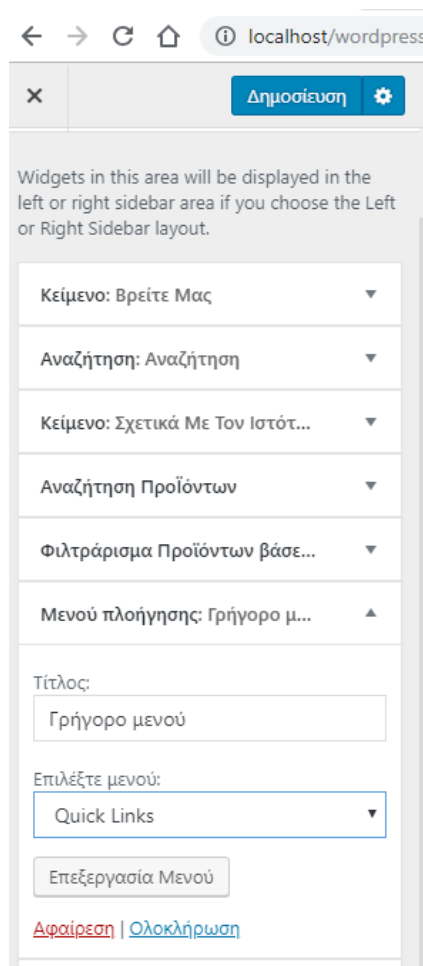 localhost/wordpress
Δημοσίευση
Widgets in this area will be displayed in the
left or right sidebar area if you choose the Left
or Right Sidebar layout.
Κείμενο: Βρείτε Μας
Αναζήτηση: Αναζήτηση
Κείμενο: Σχετικά Με Τον Ιστότ...
Αναζήτηση Προΐόντων
Φιλτράρισμα Προϊόντων βάσε...
Μενού πλοήγησης: Γρήγορο μ...
Τίτλος:
Γρήγορο μενού
Επιλέξτε μενού:
Quick Links
Επεξεργασία Μενού
Αφαίρεση | Ολοκλήρωση